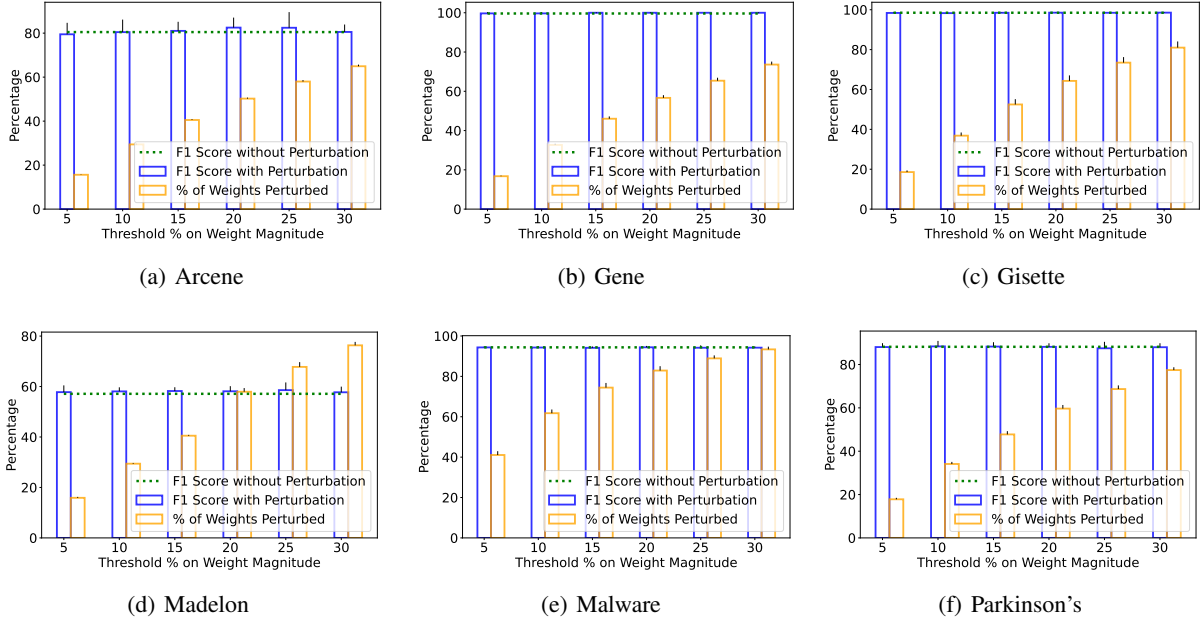 Percentage
80
60
40
20
0
F1 Score without Perturbation
F1 Score with Perturbation
% of Weights Perturbed
5 10 15 20 25 30
Threshold % on Weight Magnitude
(a) Arcene
Percentage
100
80
60
40
20
0
F1 Score without Perturbation
F1 Score with Perturbation
% of Weights Perturbed
5 10 15 20 25 30
Threshold % on Weight Magnitude
(b) Gene
Percentage
100
80
60
40
20
0
F1 Score without Perturbation
F1 Score with Perturbation
% of Weights Perturbed
5 10 15 20 25 30
Threshold % on Weight Magnitude
(c) Gisette
Percentage
80
60
40
20
0
F1 Score without Perturbation
F1 Score with Perturbation
% of Weights Perturbed
5 10 15 20 25 30
Threshold % on Weight Magnitude
(d) Madelon
Percentage
100
80
60
40
20
0
F1 Score without Perturbation
F1 Score with Perturbation
% of Weights Perturbed
5 10 15 20 25 30
Threshold % on Weight Magnitude
(e) Malware
Percentage
80
60
40
20
0
F1 Score without Perturbation
F1 Score with Perturbation
% of Weights Perturbed
5 10 15 20 25 30
Threshold % on Weight Magnitude
(f) Parkinson’s